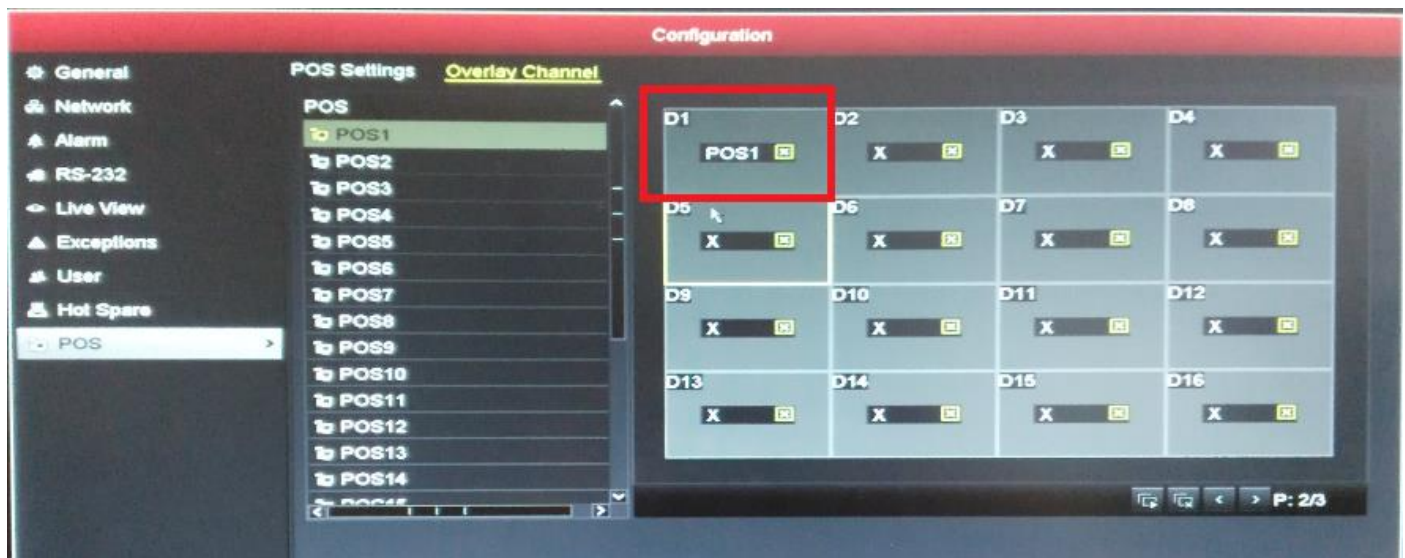 Configuration
General
Network
Alarm
RS-232
Live View
Exceptions
User
Hot Spare
POS
POS Settings Overlay Channel
POS
POS1
POS2
POS3
POS4
POS5
POS6
POS7
POS8
POS9
POS10
POS11
POS12
POS13
POS14
POS15
D1 D2 D3 D4
POS1 X X X
D5 D6 D7 D8
X X X X
D9 D10 D11 D12
X X X X
D13 D14 D15 D16
X X X X
P: 2/3